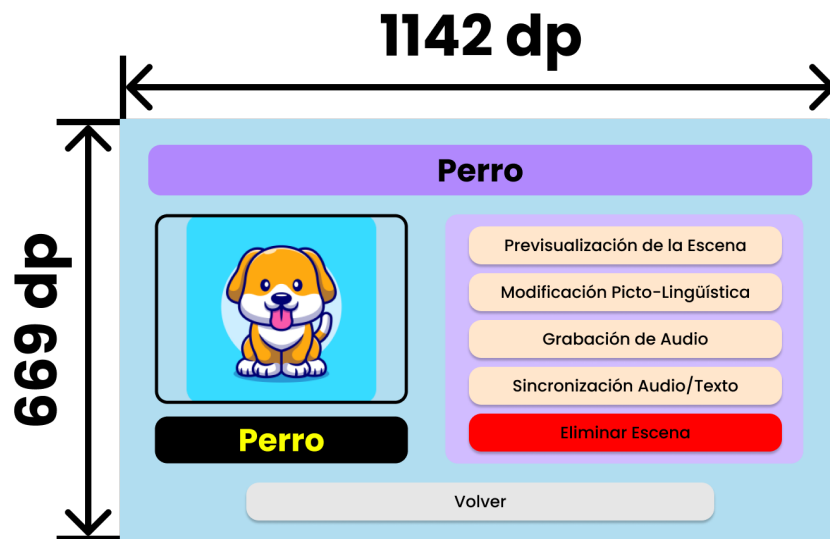 1142 dp
669 dp
Perro
Perro
Previsualización de la Escena
Modificación Picto-Lingüística
Grabación de Audio
Sincronización Audio/Texto
Eliminar Escena
Volver